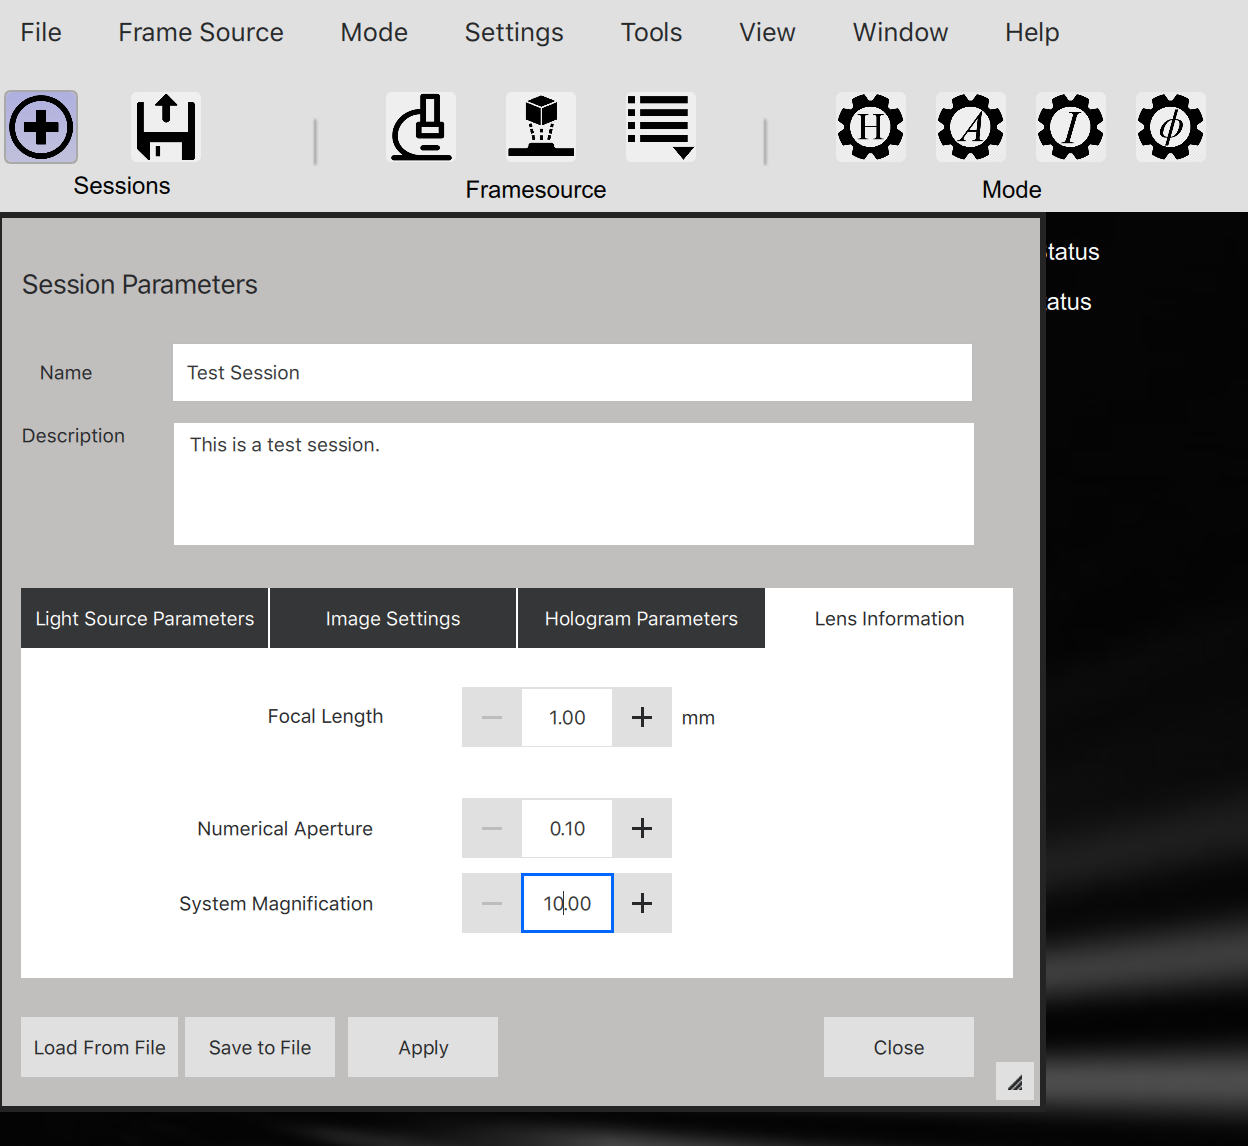 File Frame Source Mode Settings Tools View Window Help
H A I ϕ
Sessions Framesource Mode
Session Parameters
Name Test Session
Description This is a test session.
Light Source Parameters Image Settings Hologram Parameters Lens Information
Focal Length − 1.00 + mm
Numerical Aperture − 0.10 +
System Magnification − 10.00 +
Load From File Save to File Apply Close